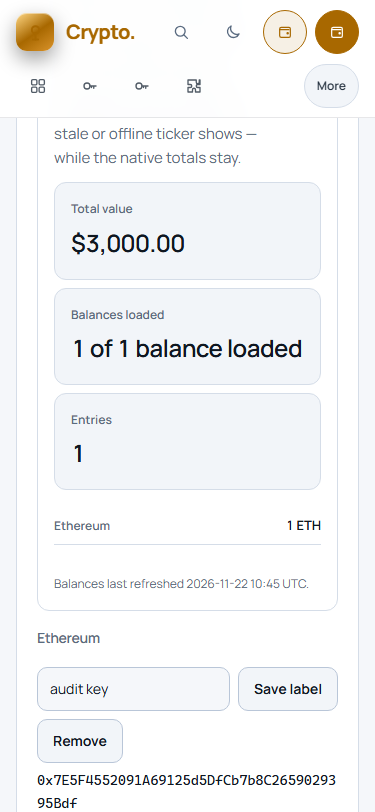 Crypto.
More
stale or offline ticker shows —
while the native totals stay.
Total value
$3,000.00
Balances loaded
1 of 1 balance loaded
Entries
1
Ethereum 1 ETH
Balances last refreshed 2026-11-22 10:45 UTC.
Ethereum
audit key Save label
Remove
0x7E5F4552091A69125d5DfCb7b8C26590293
95Bdf